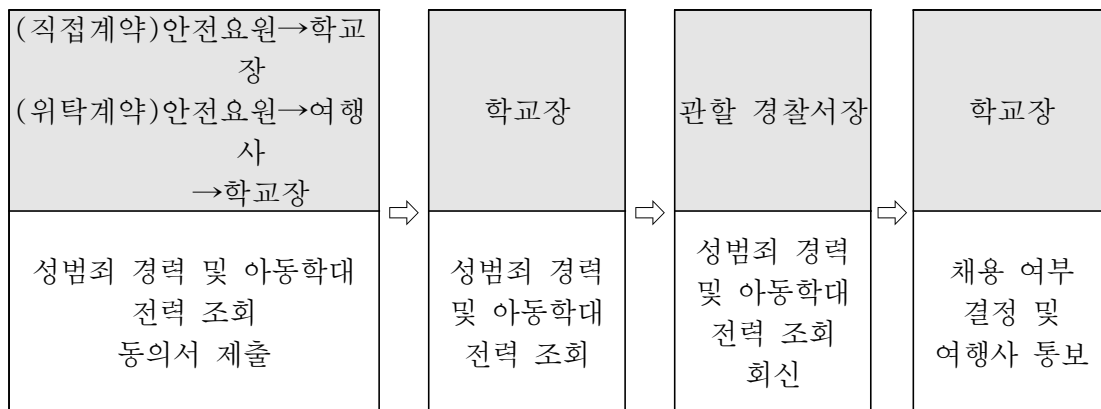 (직접계약)안전요원→학교
장
(위탁계약)안전요원→여행
사
→학교장
성범죄 경력 및 아동학대
전력 조회
동의서 제출
⇨
학교장
성범죄 경력
및 아동학대
전력 조회
⇨
관할 경찰서장
성범죄 경력
및 아동학대
전력 조회
회신
⇨
학교장
채용 여부
결정 및
여행사 통보